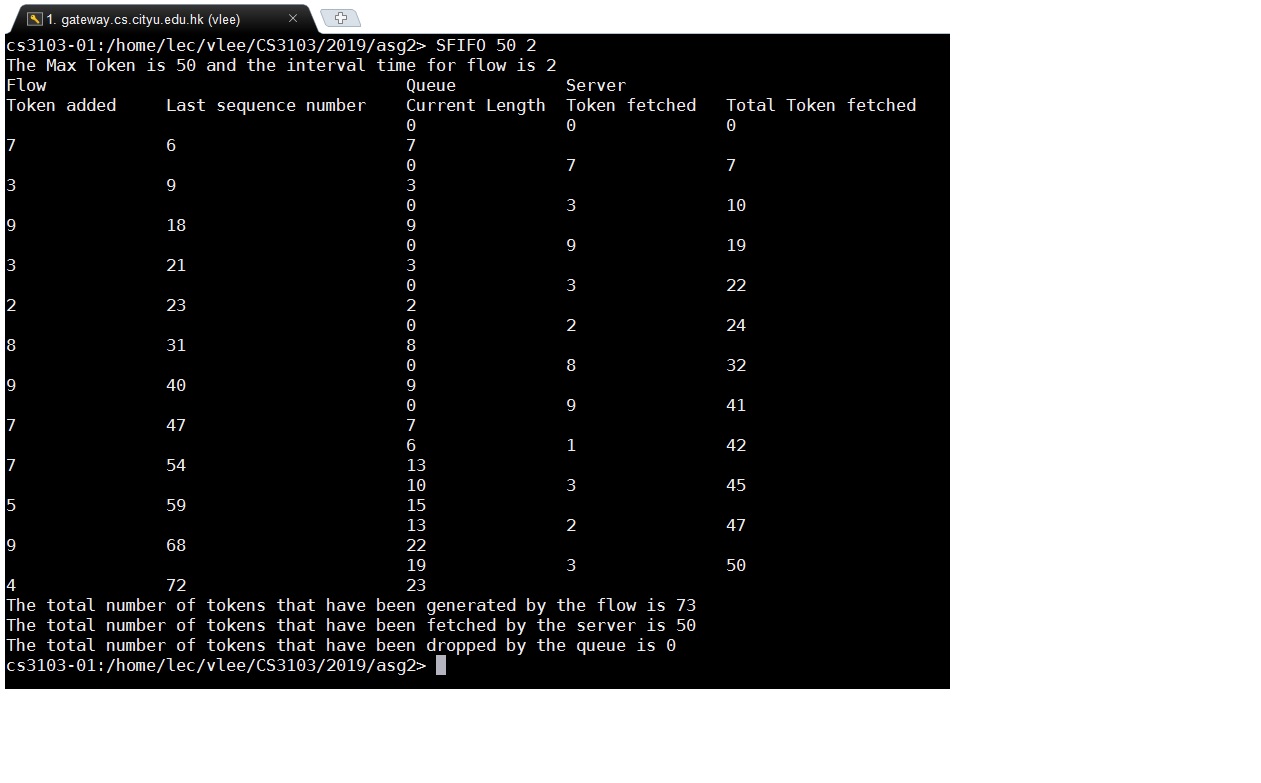 1. gateway.cs.cityu.edu.hk (vlee)
cs3103-01:/home/lec/vlee/CS3103/2019/asg2> SFIFO 50 2
The Max Token is 50 and the interval time for flow is 2
Flow Queue Server
Token added Last sequence number Current Length Token fetched Total Token fetched
0 0 0
7 6 7
0 7 7
3 9 3
0 3 10
9 18 9
0 9 19
3 21 3
0 3 22
2 23 2
0 2 24
8 31 8
0 8 32
9 40 9
0 9 41
7 47 7
6 1 42
7 54 13
10 3 45
5 59 15
13 2 47
9 68 22
19 3 50
4 72 23
The total number of tokens that have been generated by the flow is 73
The total number of tokens that have been fetched by the server is 50
The total number of tokens that have been dropped by the queue is 0
cs3103-01:/home/lec/vlee/CS3103/2019/asg2>